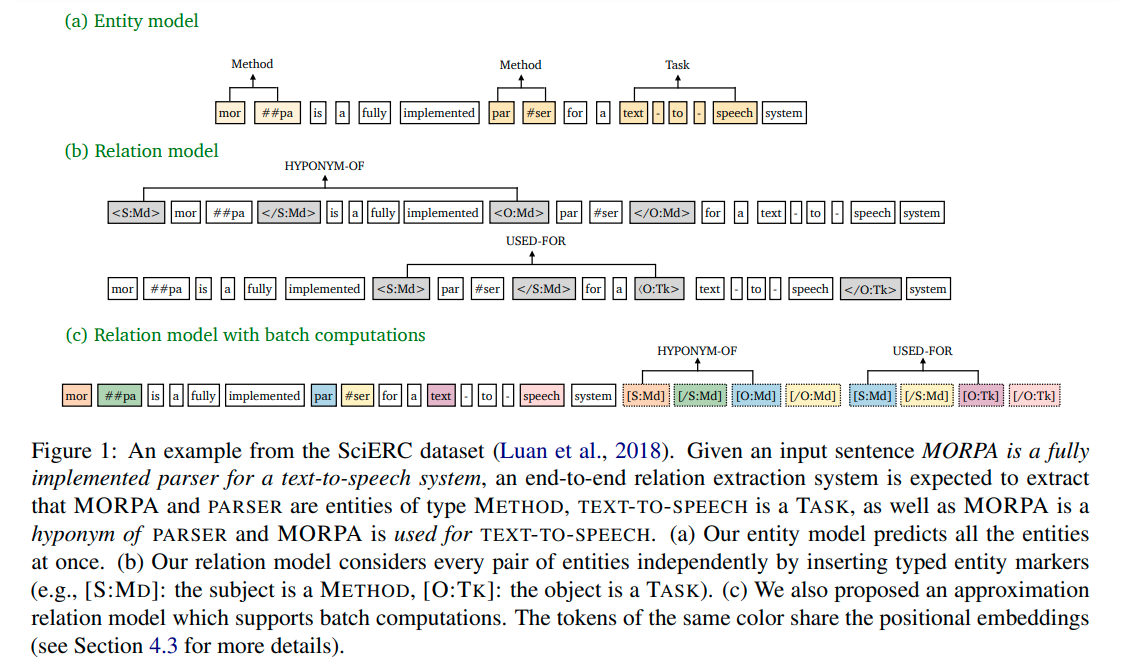 (a) Entity model
Method Method Task
mor ##pa is a fully implemented par #ser for a text - to - speech system
(b) Relation model
HYPONYM-OF
<S:Md> mor ##pa </S:Md> is a fully implemented <O:Md> par #ser </O:Md> for a text - to - speech system
USED-FOR
mor ##pa is a fully implemented <S:Md> par #ser </S:Md> for a ⟨O:Tk> text - to - speech </O:Tk> system
(c) Relation model with batch computations
HYPONYM-OF USED-FOR
mor ##pa is a fully implemented par #ser for a text - to - speech system [S:Md] [/S:Md] [O:Md] [/O:Md] [S:Md] [/S:Md] [O:Tk] [/O:Tk]
Figure 1: An example from the SciERC dataset (Luan et al., 2018). Given an input sentence MORPA is a fully
implemented parser for a text-to-speech system, an end-to-end relation extraction system is expected to extract
that MORPA and PARSER are entities of type METHOD, TEXT-TO-SPEECH is a TASK, as well as MORPA is a
hyponym of PARSER and MORPA is used for TEXT-TO-SPEECH. (a) Our entity model predicts all the entities
at once. (b) Our relation model considers every pair of entities independently by inserting typed entity markers
(e.g., [S:MD]: the subject is a METHOD, [O:TK]: the object is a TASK). (c) We also proposed an approximation
relation model which supports batch computations. The tokens of the same color share the positional embeddings
(see Section 4.3 for more details).